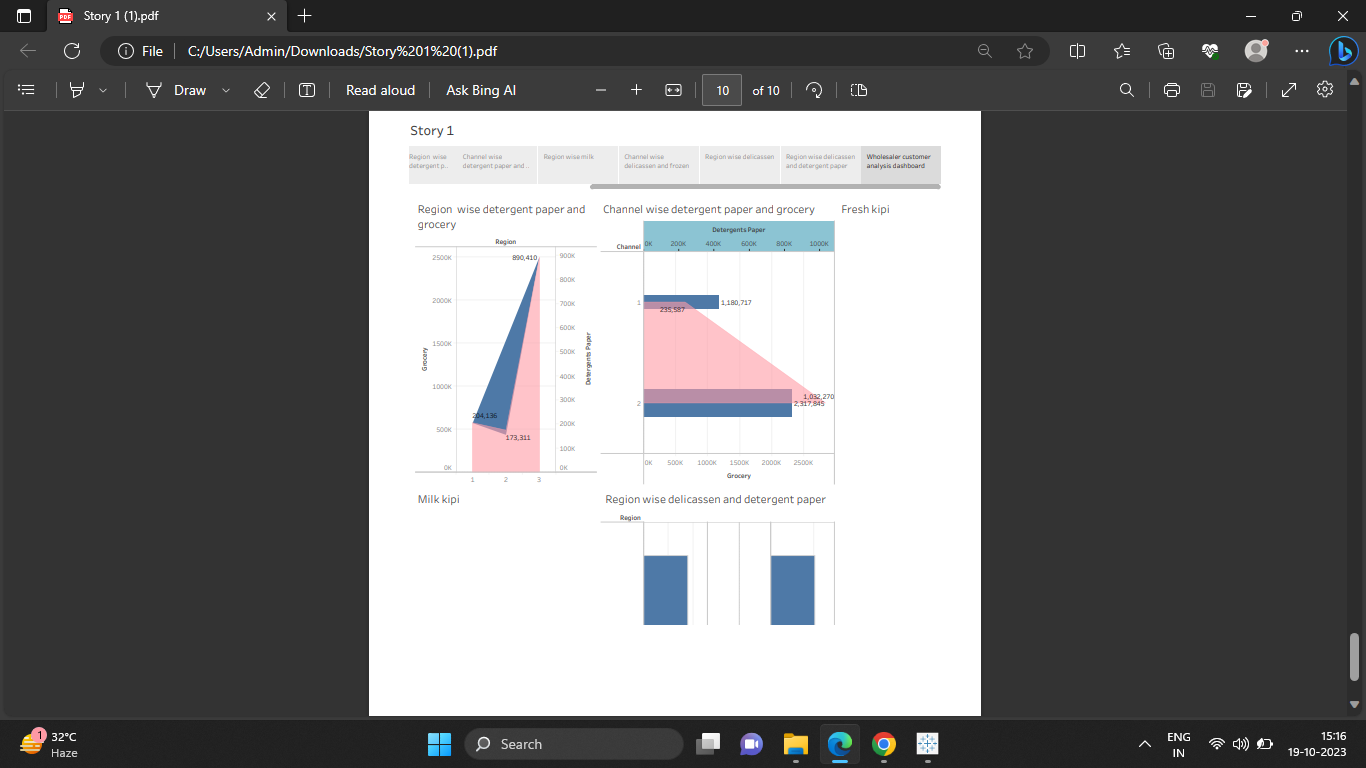 Story 1 (1).pdf
File
C:/Users/Admin/Downloads/Story%201%20(1).pdf
Draw
Read aloud
Ask Bing AI
10
of 10
Story 1
Region wise
detergent p..
Channel wise
detergent paper and ..
Region wise milk
Channel wise
delicassen and frozen
Region wise delicassen
Region wise delicassen
and detergent paper
Wholesaler customer
analysis dashboard
Region wise detergent paper and
grocery
Region
2500K
2000K
1500K
1000K
500K
0K
Grocery
890,410
204,136
173,311
900K
800K
700K
600K
500K
400K
300K
200K
100K
0K
Detergents Paper
1
2
3
Channel wise detergent paper and grocery
Detergents Paper
Channel
0K
200K
400K
600K
800K
1000K
1
1,180,717
235,587
2
1,032,270
2,317,845
0K
500K
1000K
1500K
2000K
2500K
Grocery
Fresh kipi
Milk kipi
Region wise delicassen and detergent paper
Region
1
32°C
Haze
Search
ENG
IN
15:16
19-10-2023